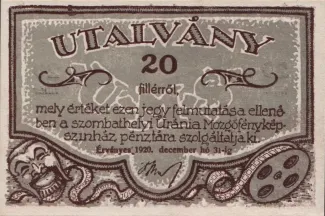 UTALVÁNY
20
fillérről,
mely értéket ezen jegy felmutatása ellené
ben a szombathelyi Uránia Mozgófénykép-
szinház pénztára szolgáltatja ki.
Érvényes 1920. december hó 31-ig